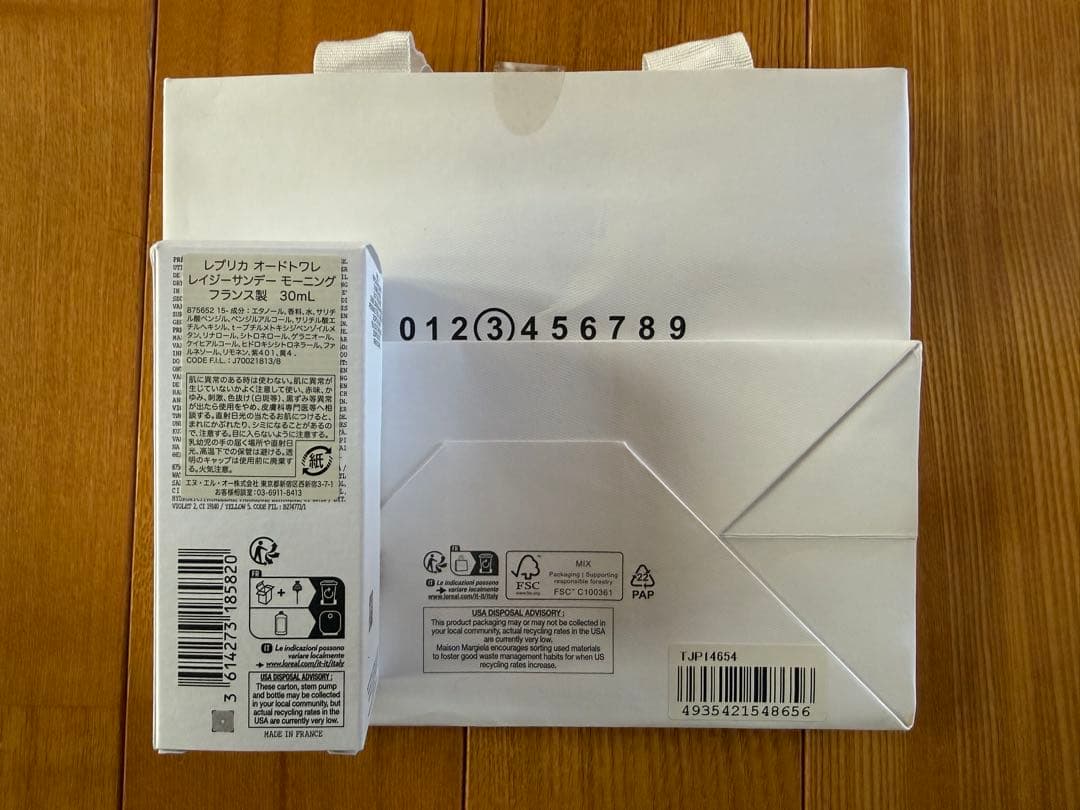 0 1 2 3 4 5 6 7 8 9
レプリカ オードトワレ
レイジーサンデー モーニング
フランス製 30mL
875652 15- 成分：エタノール、香料、水、サリチ
ル酸ベンジル、ベンジルアルコール、サリチル酸エ
チルヘキシル、t－ブチルメトキシジベンゾイルメ
タン、リナロール、シトロネロール、ゲラニオール、
ケイヒアルコール、ヒドロキシシトロネラール、ファ
ルネソール、リモネン、紫401、黄4．
CODE F.I.L. : J70021813/8
肌に異常のある時は使わない。肌に異常が
生じていないかよく注意して使い、赤味、か
ゆみ、刺激、色抜け（白斑等）、黒ずみ等異常
が出たら使用をやめ、皮膚科専門医等へ相
談する。直射日光の当たるお肌につけると、
まれにかぶれたり、シミになることがあるの
で、注意する。目に入らないように注意する。
乳幼児の手の届く場所や直射日
光、高温下での保管は避ける。透
明のキャップは使用前に廃棄す
る。火気注意。
紙
エヌ・エル・オー株式会社 東京都新宿区西新宿3-7-1
お客様相談室：03-6911-8413
VIOLET 2, CI 19140 / YELLOW 5. CODE FIL : B274773/1
3 614273 185820
FR
IT Le indicazioni possono
variare localmente
www.loreal.com/it-it/italy
USA DISPOSAL ADVISORY :
These carton, stem pump
and bottle may be collected
in your local community, but
actual recycling rates in the
USA are currently very low.
MADE IN FRANCE
FR
IT Le indicazioni possono
variare localmente
www.loreal.com/it-it/italy
FSC
www.fsc.org
MIX
Packaging | Supporting
responsible forestry
FSC™ C100361
22
PAP
USA DISPOSAL ADVISORY :
This product packaging may or may not be collected in
your local community, actual recycling rates in the USA
are currently very low.
Maison Margiela encourages sorting used materials
to foster good waste management habits for when US
recycling rates increase.
TJP14654
4935421548656